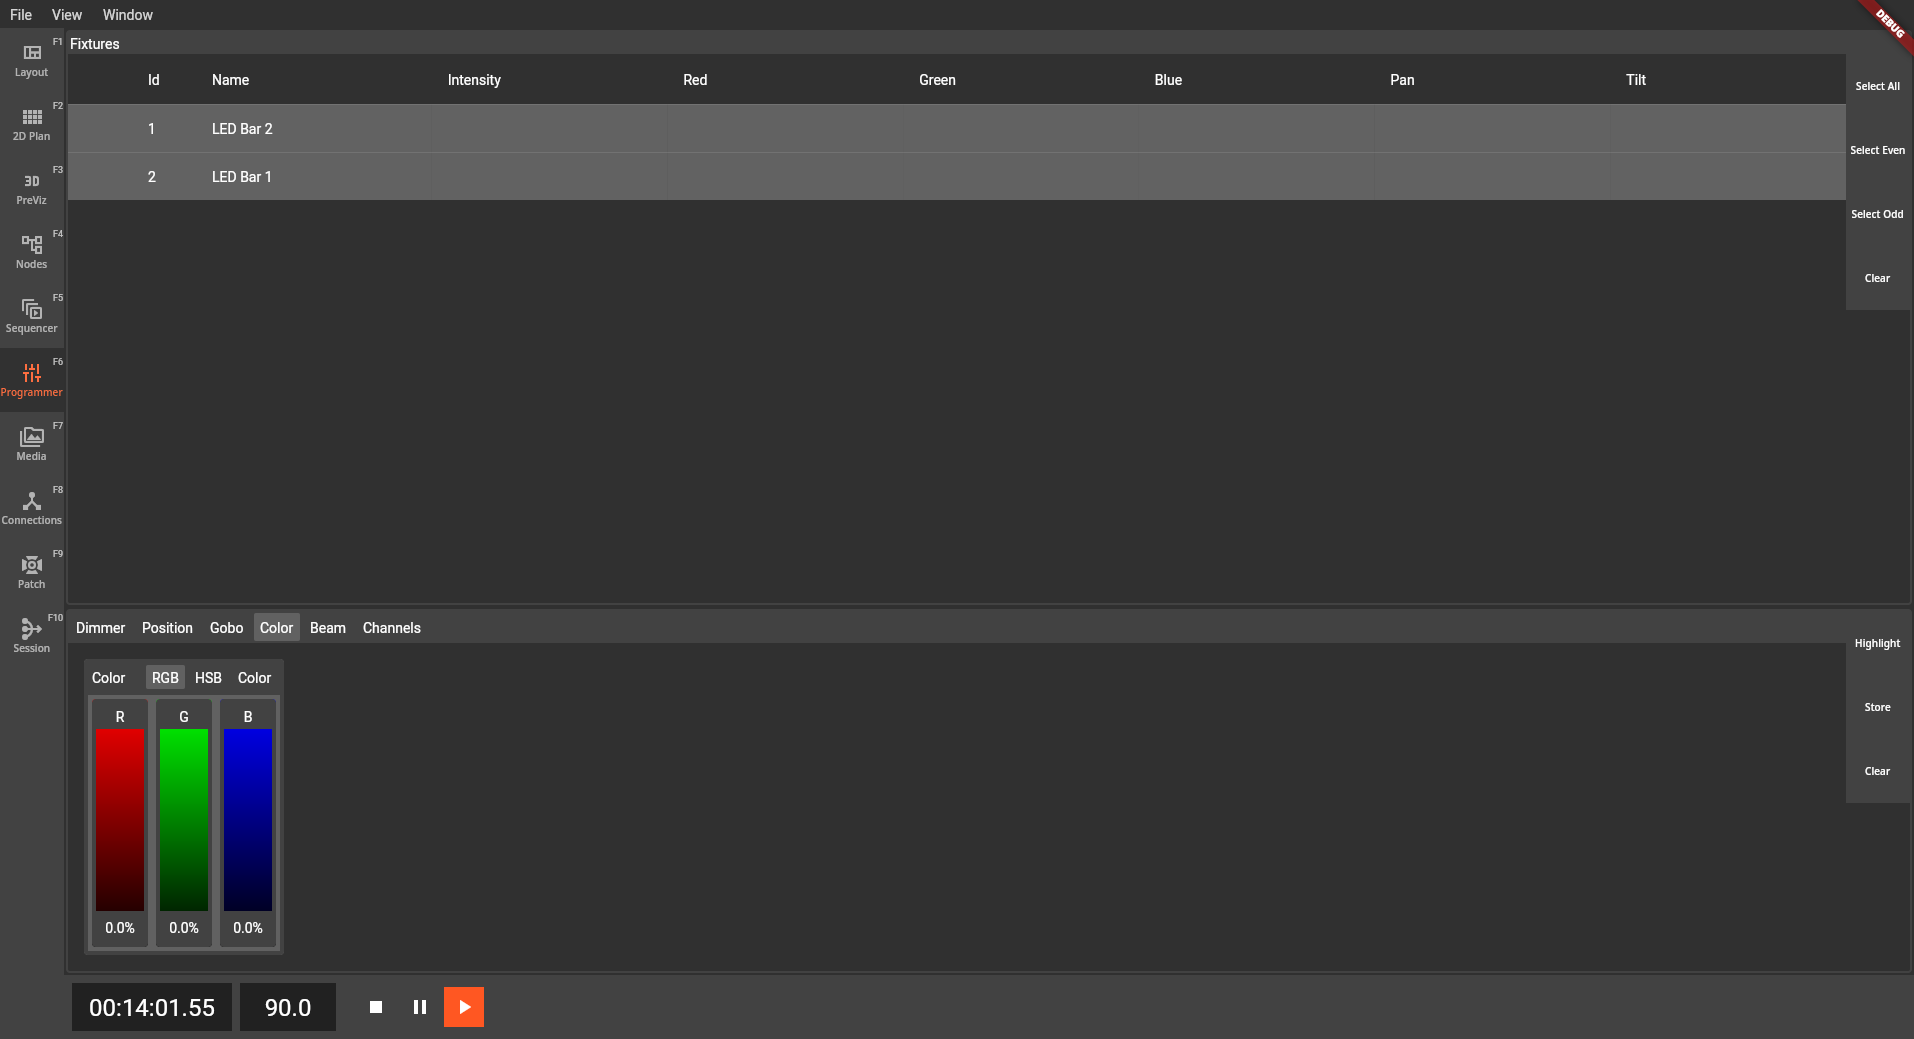 File View Window
DEBUG
F1
Layout
F2
2D Plan
F3
3D
PreViz
F4
Nodes
F5
Sequencer
F6
Programmer
F7
Media
F8
Connections
F9
Patch
F10
Session
Fixtures
Id Name Intensity Red Green Blue Pan Tilt
1 LED Bar 2
2 LED Bar 1
Select All
Select Even
Select Odd
Clear
Dimmer Position Gobo Color Beam Channels
Color RGB HSB Color
R G B
0.0% 0.0% 0.0%
Highlight
Store
Clear
00:14:01.55 90.0